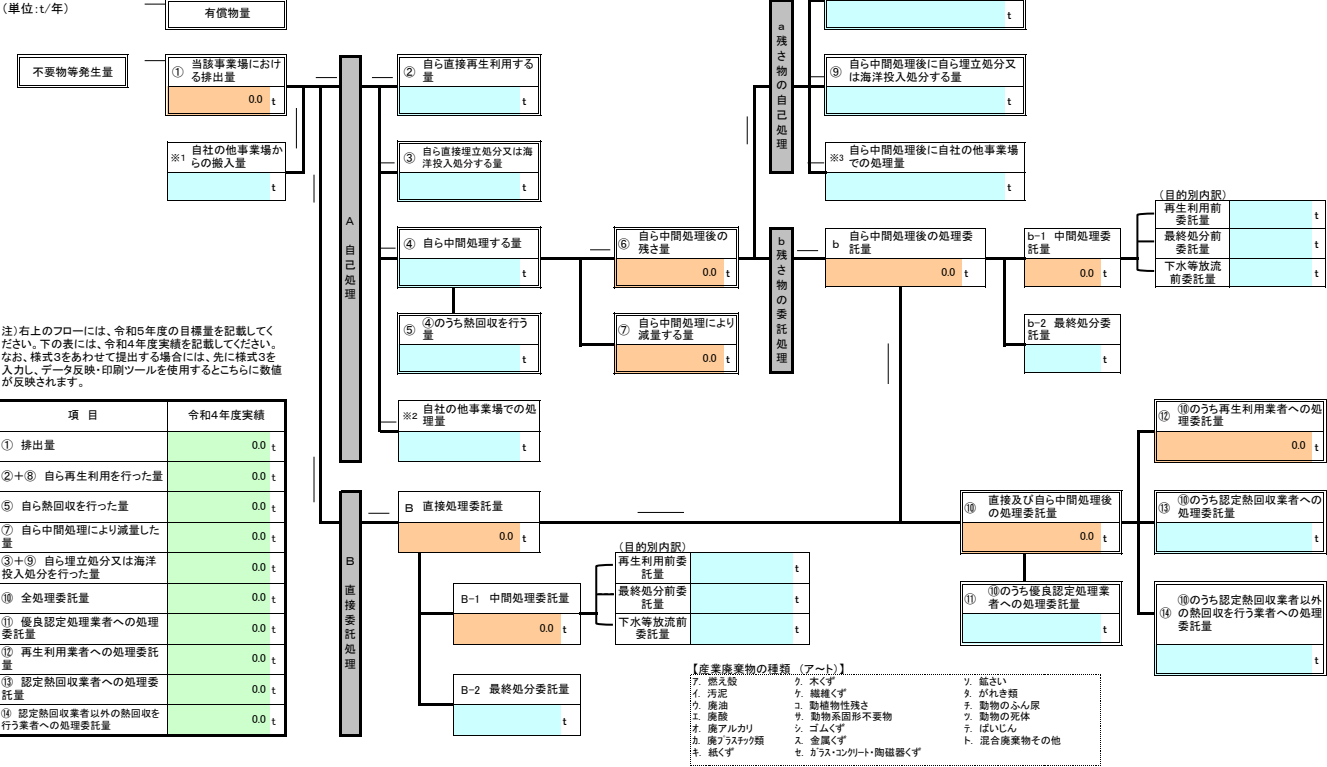 (単位:t/年)
有償物量
t
不要物等発生量
① 当該事業場におけ
る排出量
0.0 t
※1 自社の他事業場か
らの搬入量
t
A 自己処理
② 自ら直接再生利用する
量
t
③ 自ら直接埋立処分又は海
洋投入処分する量
t
④ 自ら中間処理する量
t
⑤ ④のうち熱回収を行う
量
t
※2 自社の他事業場での処
理量
t
⑥ 自ら中間処理後の
残さ量
0.0 t
⑦ 自ら中間処理により
減量する量
0.0 t
a 残さ物の自己処理
⑨ 自ら中間処理後に自ら埋立処分又
は海洋投入処分する量
t
※3 自ら中間処理後に自社の他事業場
での処理量
t
b 残さ物の委託処理
b 自ら中間処理後の処理委
託量
0.0 t
b-1 中間処理委
託量
0.0 t
b-2 最終処分委
託量
t
(目的別内訳)
再生利用前
委託量
t
最終処分前
委託量
t
下水等放流
前委託量
t
注)右上のフローには、令和5年度の目標量を記載してく
ださい。下の表には、令和4年度実績を記載してください。
なお、様式3をあわせて提出する場合には、先に様式3を
入力し、データ反映・印刷ツールを使用するとこちらに数値
が反映されます。
項 目 令和4年度実績
① 排出量 0.0 t
②+⑧ 自ら再生利用を行った量 0.0 t
⑤ 自ら熱回収を行った量 0.0 t
⑦ 自ら中間処理により減量した
量 0.0 t
③+⑨ 自ら埋立処分又は海洋
投入処分を行った量 0.0 t
⑩ 全処理委託量 0.0 t
⑪ 優良認定処理業者への処理
委託量 0.0 t
⑫ 再生利用業者への処理委託
量 0.0 t
⑬ 認定熱回収業者への処理委
託量 0.0 t
⑭ 認定熱回収業者以外の熱回収を
行う業者への処理委託量 0.0 t
B 直接委託処理
B 直接処理委託量
0.0 t
B-1 中間処理委託量
0.0 t
B-2 最終処分委託量
t
(目的別内訳)
再生利用前委
託量
t
最終処分前委
託量
t
下水等放流前
委託量
t
⑩ 直接及び自ら中間処理後
の処理委託量
0.0 t
⑪ ⑩のうち優良認定処理業
者への処理委託量
t
⑫ ⑩のうち再生利用業者への処
理委託量
0.0 t
⑬ ⑩のうち認定熱回収業者への
処理委託量
t
⑭ ⑩のうち認定熱回収業者以外
の熱回収を行う業者への処理
委託量
t
【産業廃棄物の種類 (ア~ト)】
ア. 燃え殻 ク. 木くず ソ. 鉱さい
イ. 汚泥 ケ. 繊維くず タ. がれき類
ウ. 廃油 コ. 動植物性残さ チ. 動物のふん尿
エ. 廃酸 サ. 動物系固形不要物 ツ. 動物の死体
オ. 廃アルカリ シ. ゴムくず テ. ばいじん
カ. 廃プラスチック類 ス. 金属くず ト. 混合廃棄物その他
キ. 紙くず セ. ガラス・コンクリート・陶磁器くず